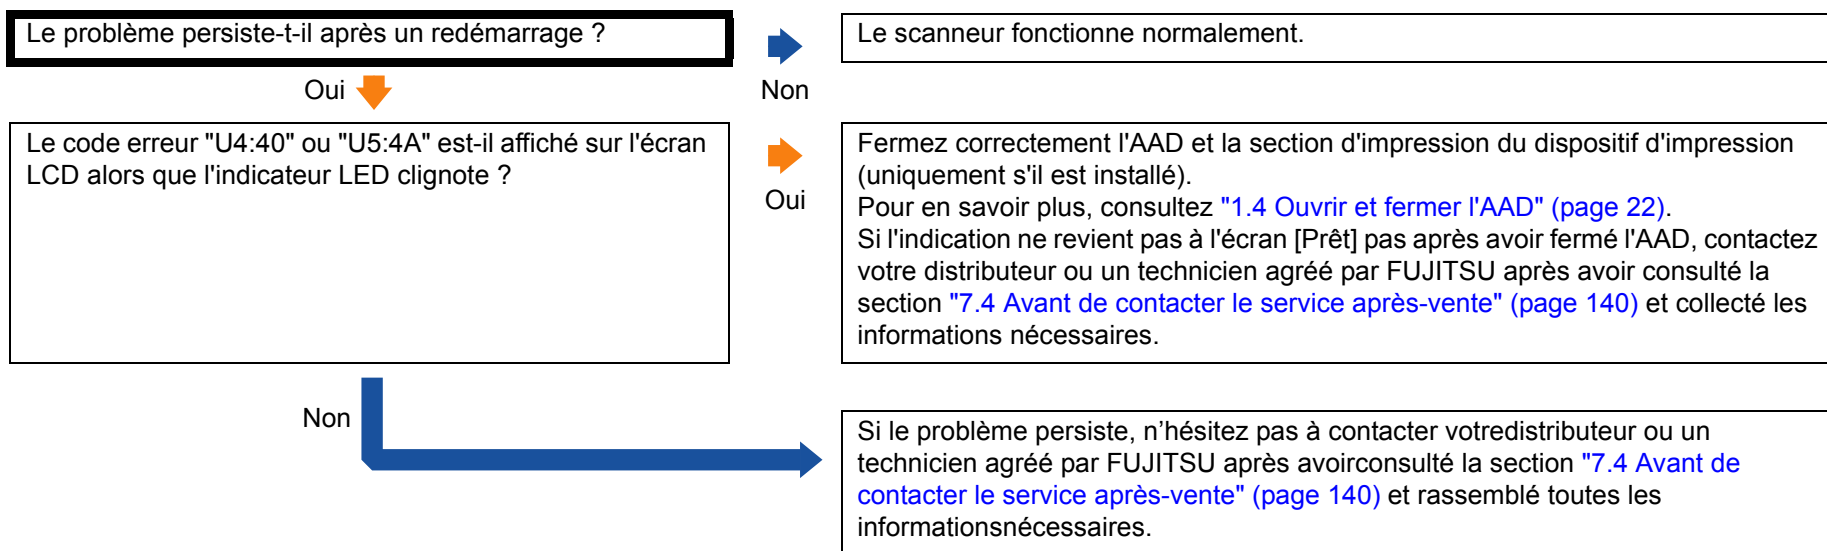 Le problème persiste-t-il après un redémarrage ?
Le scanneur fonctionne normalement.
Oui
Non
Le code erreur "U4:40" ou "U5:4A" est-il affiché sur l'écran
LCD alors que l'indicateur LED clignote ?
Oui
Fermez correctement l'AAD et la section d'impression du dispositif d'impression
(uniquement s'il est installé).
Pour en savoir plus, consultez "1.4 Ouvrir et fermer l'AAD" (page 22).
Si l'indication ne revient pas à l'écran [Prêt] pas après avoir fermé l'AAD, contactez
votre distributeur ou un technicien agréé par FUJITSU après avoir consulté la
section "7.4 Avant de contacter le service après-vente" (page 140) et collecté les
informations nécessaires.
Non
Si le problème persiste, n’hésitez pas à contacter votredistributeur ou un
technicien agréé par FUJITSU après avoirconsulté la section "7.4 Avant de
contacter le service après-vente" (page 140) et rassemblé toutes les
informationsnécessaires.